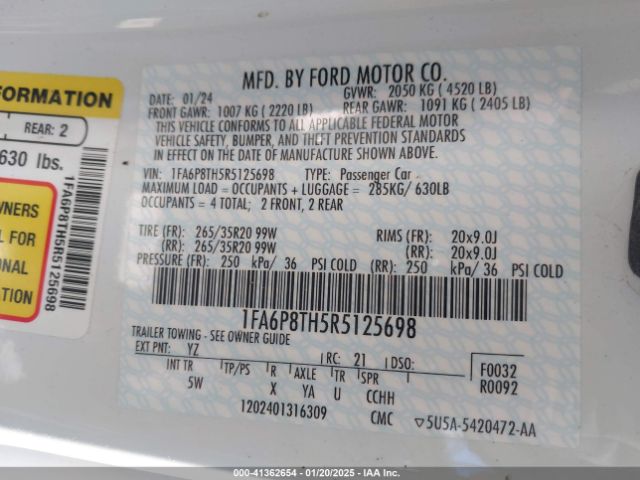 FORMATION
REAR: 2
630 lbs.
WNERS
L FOR
ONAL
TION
1FA6P8TH5R5125698
MFD. BY FORD MOTOR CO.
DATE: 01/24 GVWR: 2050 KG ( 4520 LB)
FRONT GAWR: 1007 KG ( 2220 LB) REAR GAWR: 1091 KG ( 2405 LB)
THIS VEHICLE CONFORMS TO ALL APPLICABLE FEDERAL MOTOR
VEHICLE SAFETY, BUMPER, AND THEFT PREVENTION STANDARDS
IN EFFECT ON THE DATE OF MANUFACTURE SHOWN ABOVE.
VIN: 1FA6P8TH5R5125698 TYPE: Passenger Car
MAXIMUM LOAD = OCCUPANTS + LUGGAGE = 285KG/ 630LB
OCCUPANTS = 4 TOTAL; 2 FRONT, 2 REAR
TIRE (FR): 265/35R20 99W RIMS (FR): 20x9.0J
(RR): 265/35R20 99W (RR): 20x9.0J
PRESSURE (FR): 250 kPa/ 36 PSI COLD (RR): 250 kPa/ 36 PSI COLD
1FA6P8TH5R5125698
TRAILER TOWING - SEE OWNER GUIDE
EXT PNT: YZ RC: 21 DSO: F0032
INT TR TP/PS R AXLE TR SPR R0092
5W X YA U CCHH
1202401316309 CMC ▽5U5A-5420472-AA
000-41362654 | 01/20/2025 | IAA Inc.